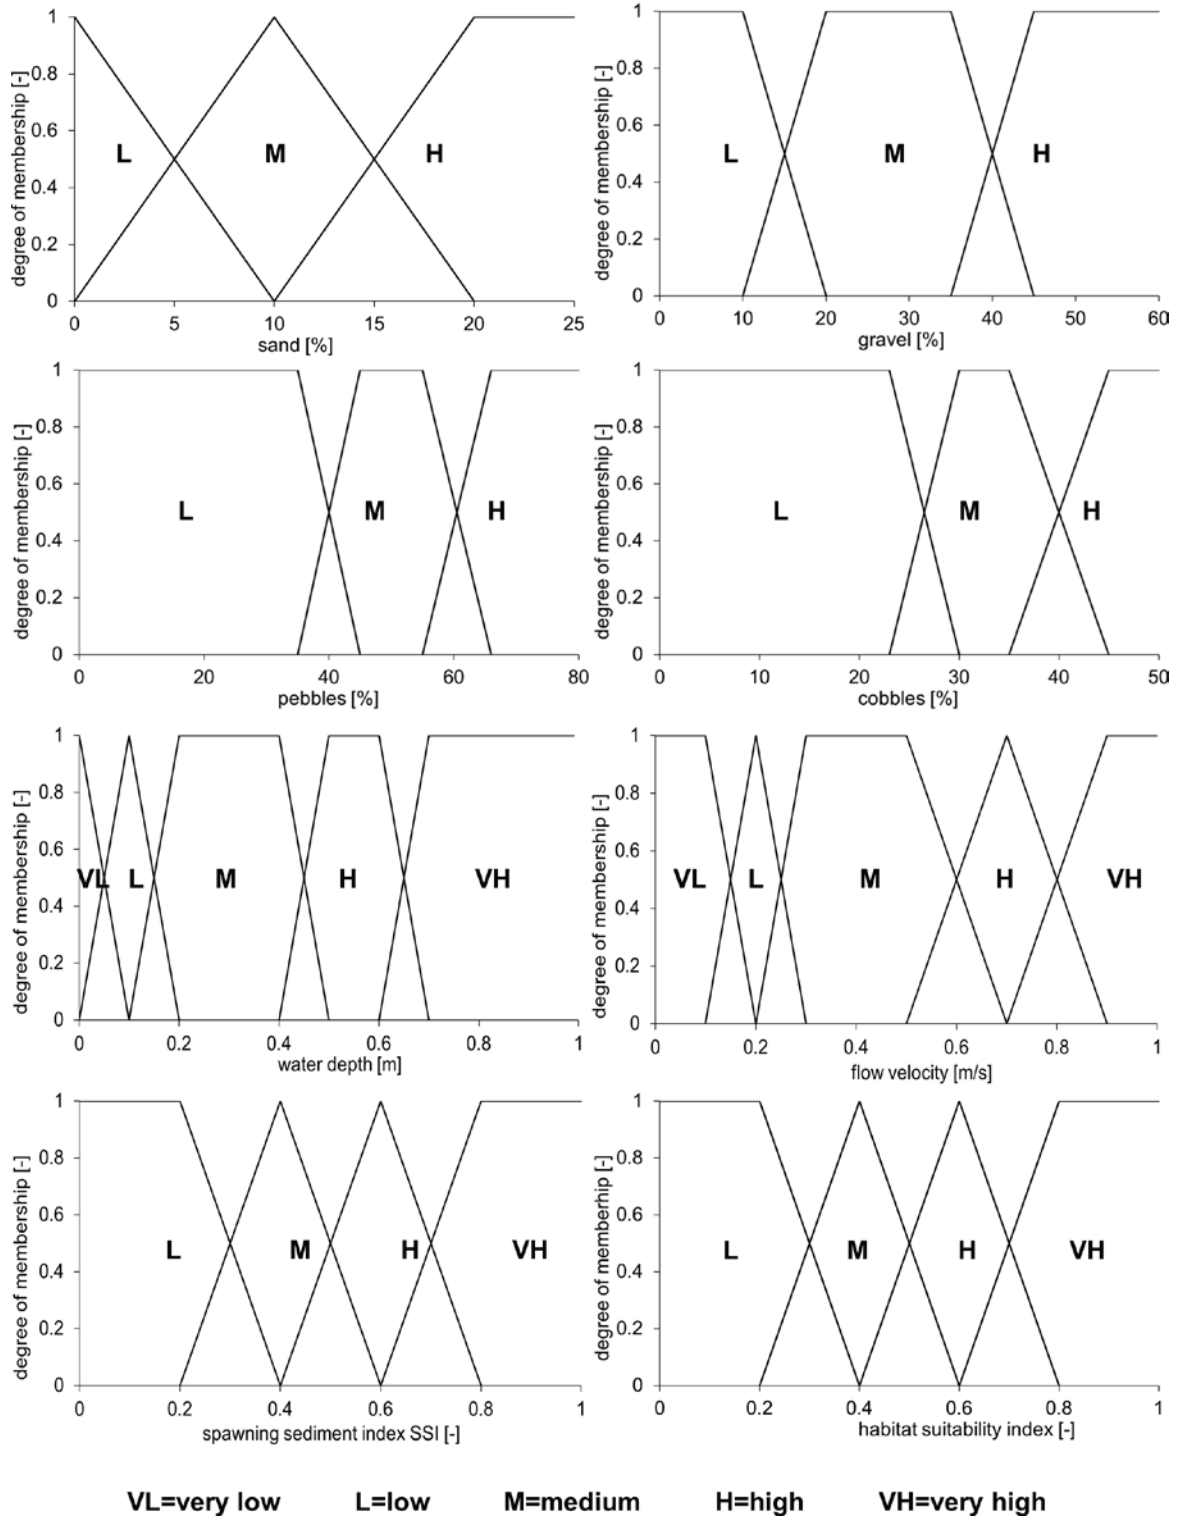 degree of membership [-]
1
0.8
0.6
0.4
0.2
0
L
M
H
0
5
10
15
20
25
sand [%]
degree of membership [-]
1
0.8
0.6
0.4
0.2
0
L
M
H
0
10
20
30
40
50
60
gravel [%]
degree of membership [-]
1
0.8
0.6
0.4
0.2
0
L
M
H
0
20
40
60
80
pebbles [%]
degree of membership [-]
1
0.8
0.6
0.4
0.2
0
L
M
H
0
10
20
30
40
50
cobbles [%]
degree of membership [-]
1
0.8
0.6
0.4
0.2
0
VL
L
M
H
VH
0
0.2
0.4
0.6
0.8
1
water depth [m]
degree of membership [-]
1
0.8
0.6
0.4
0.2
0
VL
L
M
H
VH
0
0.2
0.4
0.6
0.8
1
flow velocity [m/s]
degree of membership [-]
1
0.8
0.6
0.4
0.2
0
L
M
H
VH
0
0.2
0.4
0.6
0.8
1
spawning sediment index SSI [-]
degree of memberhip [-]
1
0.8
0.6
0.4
0.2
0
L
M
H
VH
0
0.2
0.4
0.6
0.8
1
habitat suitability index [-]
VL=very low L=low M=medium H=high VH=very high